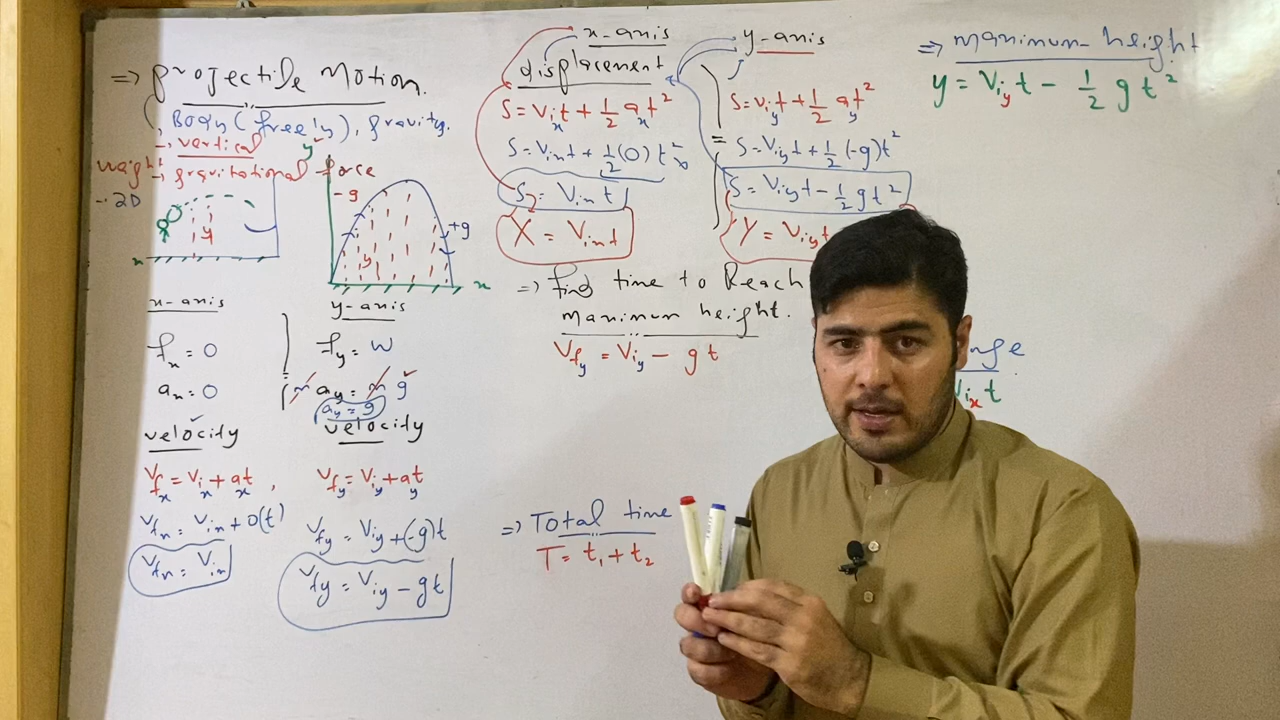 ⇒ Projectile Motion.
↳ Body (freely), gravity.
→ vertical
weight → gravitational force
→ 2D
y
-g
+g
y
y
x
x
x-axis
y-axis
fx = 0
fy = w
ax = 0
m ay = m g
ay = g
velocity
velocity
Vfx = Vix + axt ,
Vfy = Viy + ayt
Vfx = Vix + 0(t)
Vfy = Viy + (-g)t
Vfx = Vix
Vfy = Viy - gt
x-axis
displacement
S = Vixt + 1/2 axt²
S = Vixt + 1/2 (0) t²
S = Vixt
X = Vixt
y-axis
S = Viyt + 1/2 ayt²
= S = Viyt + 1/2 (-g)t²
S = Viyt - 1/2 gt²
Y = Viyt
⇒ find time to Reach
maximum height.
Vfy = Viy - gt
⇒ Total time
T = t₁ + t₂
⇒ maximum height
y = Viyt - 1/2 gt²
nge
Vixt